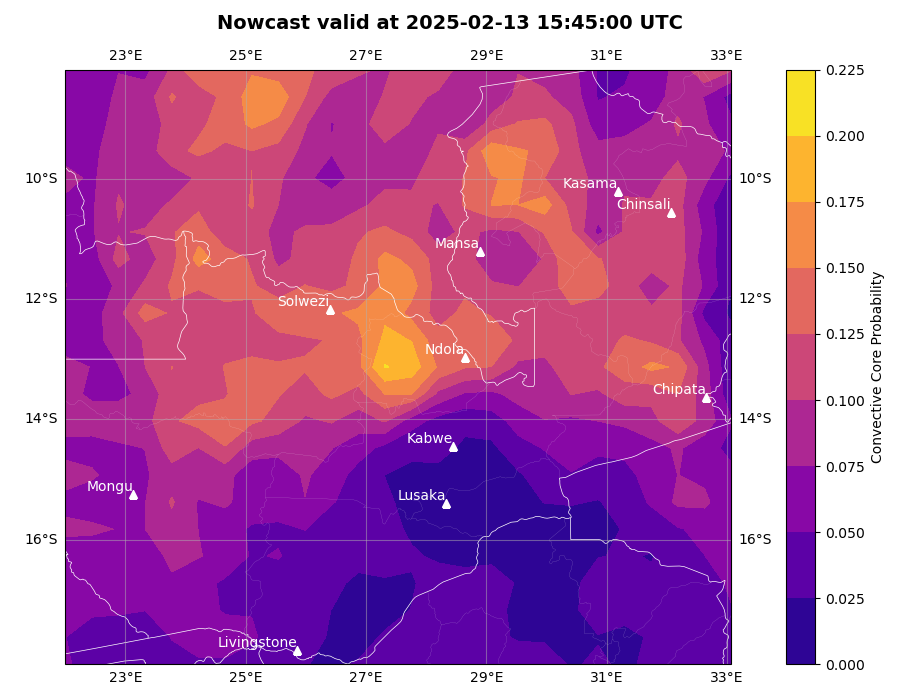 Nowcast valid at 2025-02-13 15:45:00 UTC
23°E 25°E 27°E 29°E 31°E 33°E
0.225
0.200
10°S Kasama 10°S
Chinsali
0.175
Mansa
0.150
12°S Solwezi 12°S
0.125
Ndola
Chipata
0.100
14°S 14°S
Kabwe
0.075
Mongu Lusaka
0.050
16°S 16°S
0.025
Livingstone
0.000
23°E 25°E 27°E 29°E 31°E 33°E
Convective Core Probability